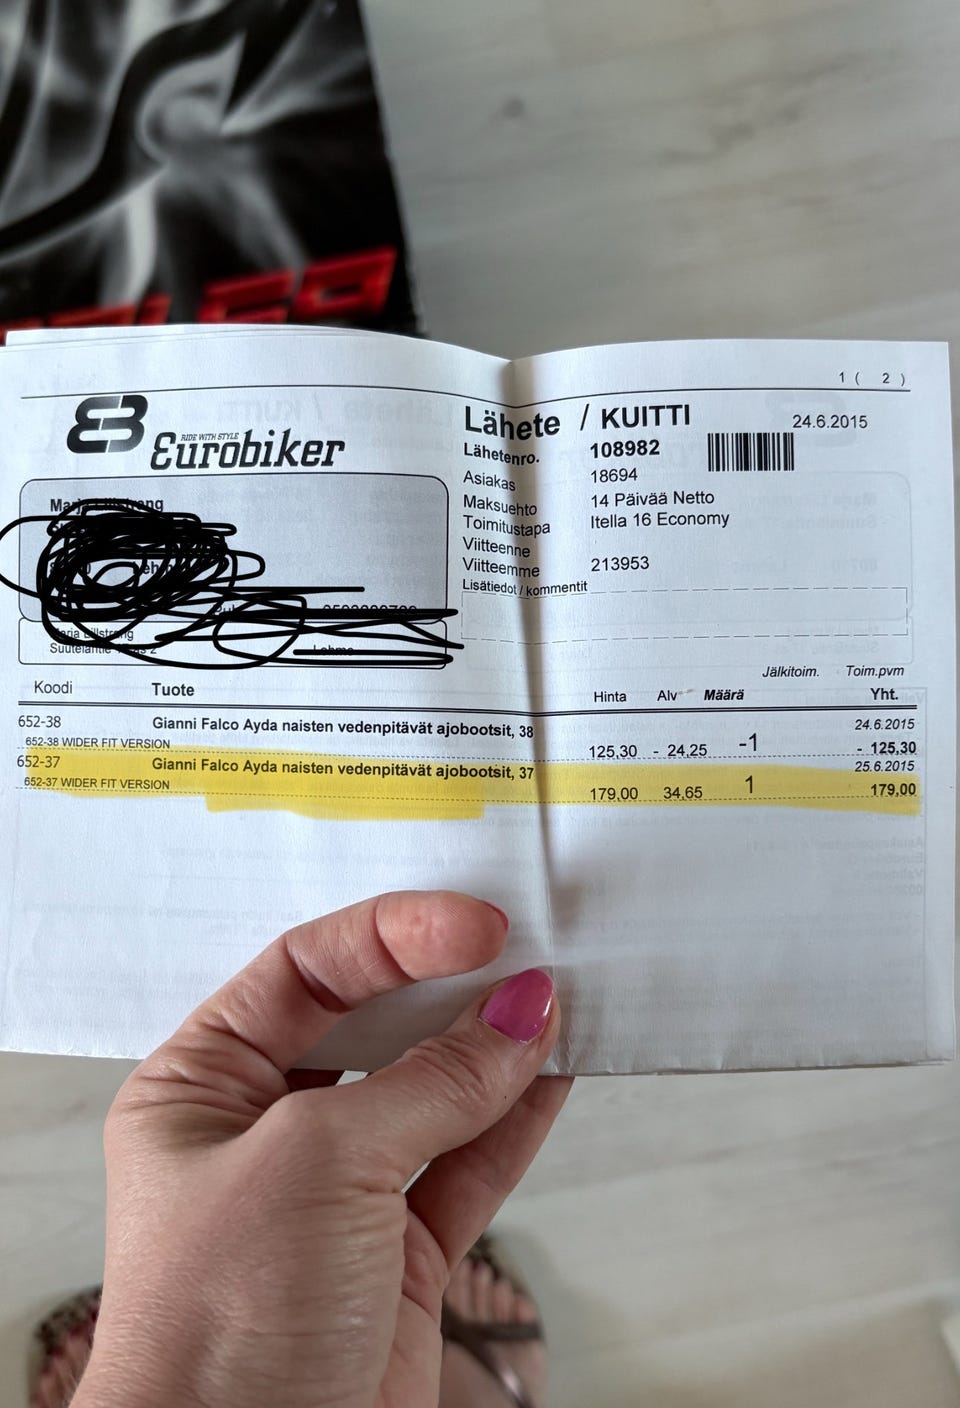 1 ( 2 )
RIDE WITH STYLE
Eurobiker
Lähete / KUITTI 24.6.2015
Lähetenro. 108982
Asiakas 18694
Maksuehto 14 Päivää Netto
Toimitustapa Itella 16 Economy
Viitteenne
Viitteemme 213953
Lisätiedot / kommentit
Jälkitoim. Toim.pvm
Koodi Tuote Hinta Alv Määrä Yht.
652-38 Gianni Falco Ayda naisten vedenpitävät ajobootsit, 38 24.6.2015
652-38 WIDER FIT VERSION 125,30 - 24,25 -1 - 125,30
652-37 Gianni Falco Ayda naisten vedenpitävät ajobootsit, 37 25.6.2015
652-37 WIDER FIT VERSION 179,00 34,65 1 179,00